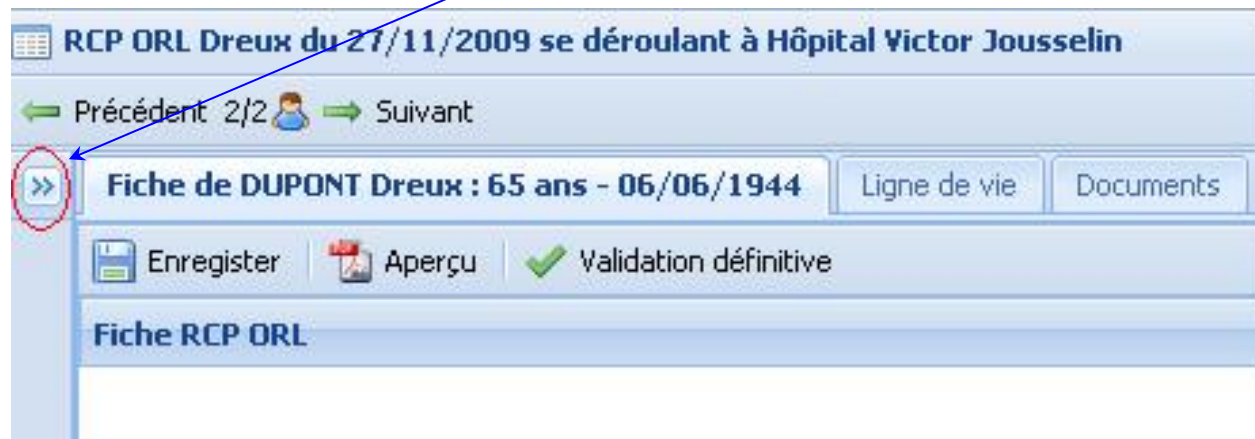 RCP ORL Dreux du 27/11/2009 se déroulant à Hôpital Victor Jousselin
Précédent 2/2 Suivant
» Fiche de DUPONT Dreux : 65 ans - 06/06/1944 Ligne de vie Documents
Enregister Aperçu Validation définitive
Fiche RCP ORL